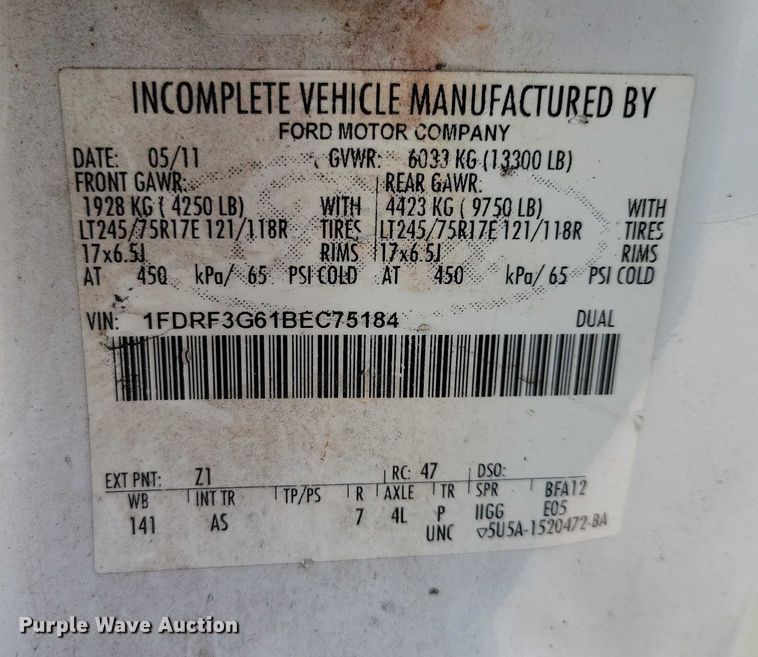 INCOMPLETE VEHICLE MANUFACTURED BY
FORD MOTOR COMPANY
DATE: 05/11 GVWR: 6033 KG (13300 LB)
FRONT GAWR: REAR GAWR:
1928 KG ( 4250 LB) WITH 4423 KG ( 9750 LB) WITH
LT245/75R17E 121/118R TIRES LT245/75R17E 121/118R TIRES
17x6.5J RIMS 17x6.5J RIMS
AT 450 kPa/ 65 PSI COLD AT 450 kPa/ 65 PSI COLD
VIN: 1FDRF3G61BEC75184 DUAL
EXT PNT: Z1 RC: 47 DSO:
WB INT TR TP/PS R AXLE TR SPR BFA12
141 AS 7 4L P IIGG E05
UNC ▽5U5A-1520472-BA
Purple Wave Auction